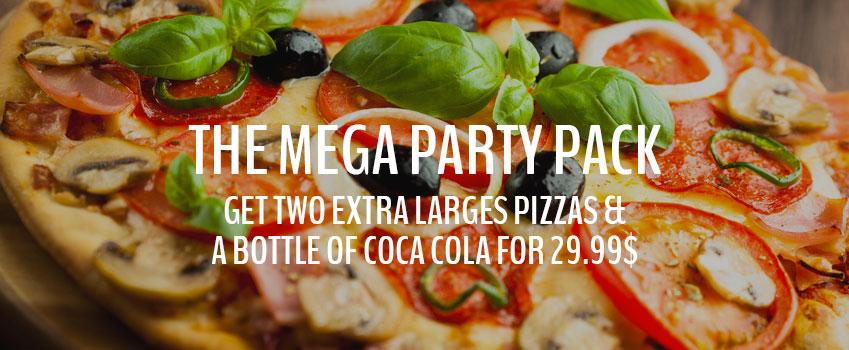 THE MEGA PARTY PACK
GET TWO EXTRA LARGES PIZZAS &
A BOTTLE OF COCA COLA FOR 29.99$